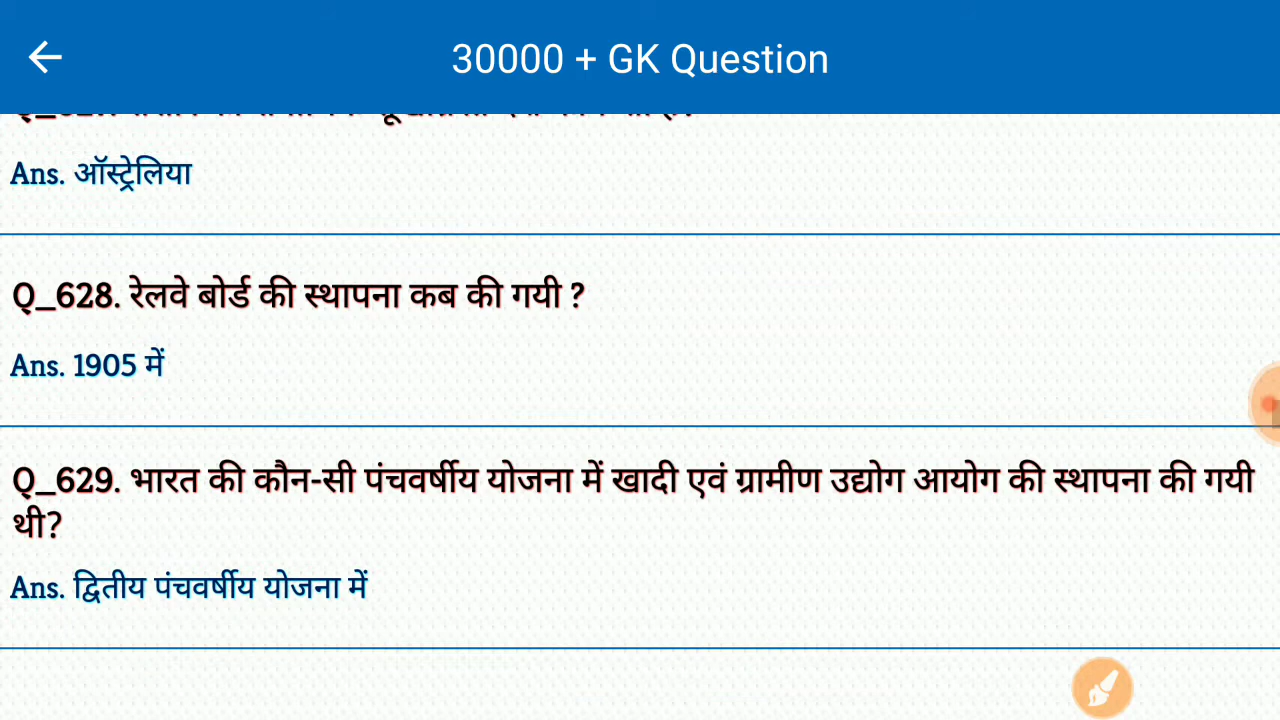 30000 + GK Question
Ans. ऑस्ट्रेलिया
Q_628. रेलवे बोर्ड की स्थापना कब की गयी ?
Ans. 1905 में
Q_629. भारत की कौन-सी पंचवर्षीय योजना में खादी एवं ग्रामीण उद्योग आयोग की स्थापना की गयी
थी?
Ans. द्वितीय पंचवर्षीय योजना में